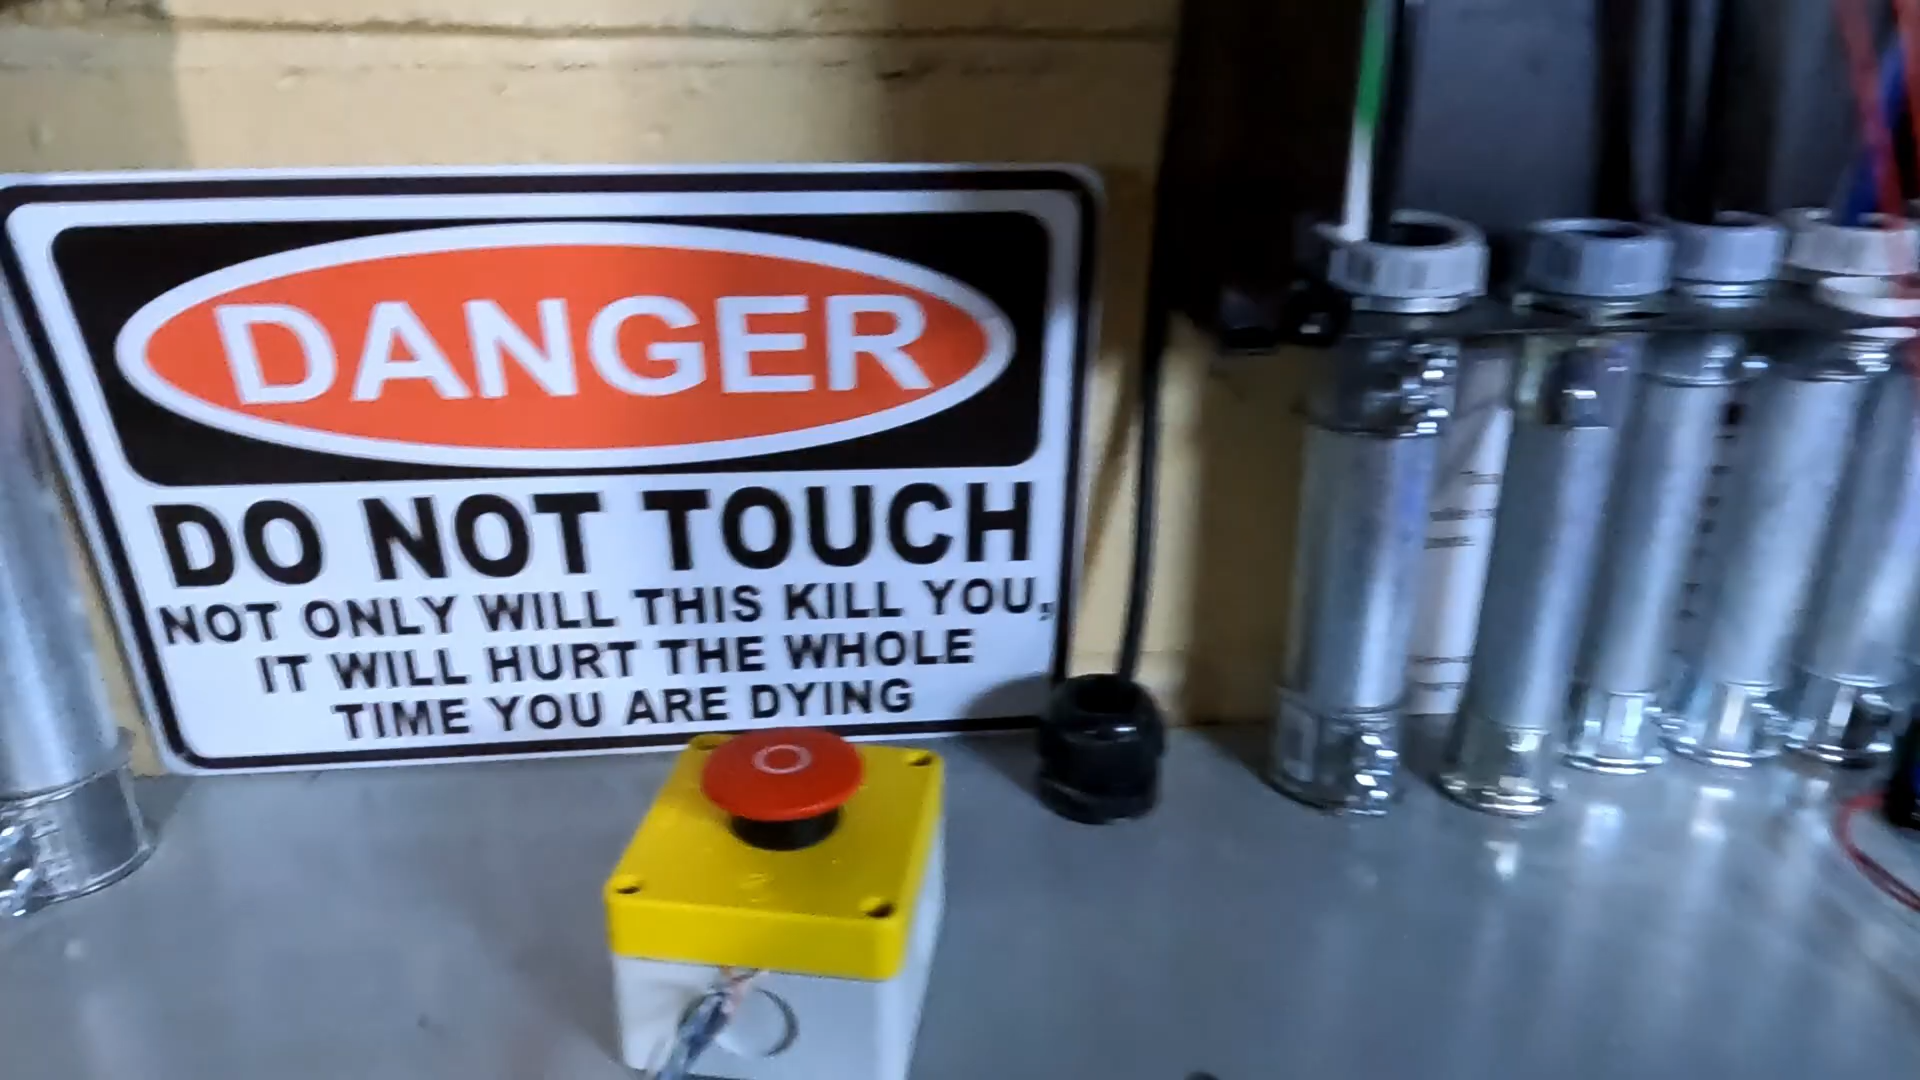 DANGER
DO NOT TOUCH
NOT ONLY WILL THIS KILL YOU,
IT WILL HURT THE WHOLE
TIME YOU ARE DYING